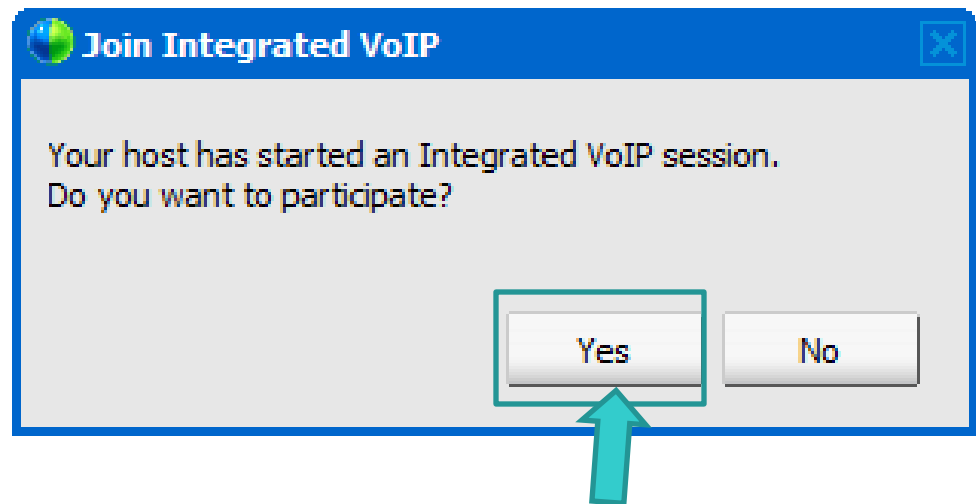 Join Integrated VoIP
Your host has started an Integrated VoIP session.
Do you want to participate?
Yes
No